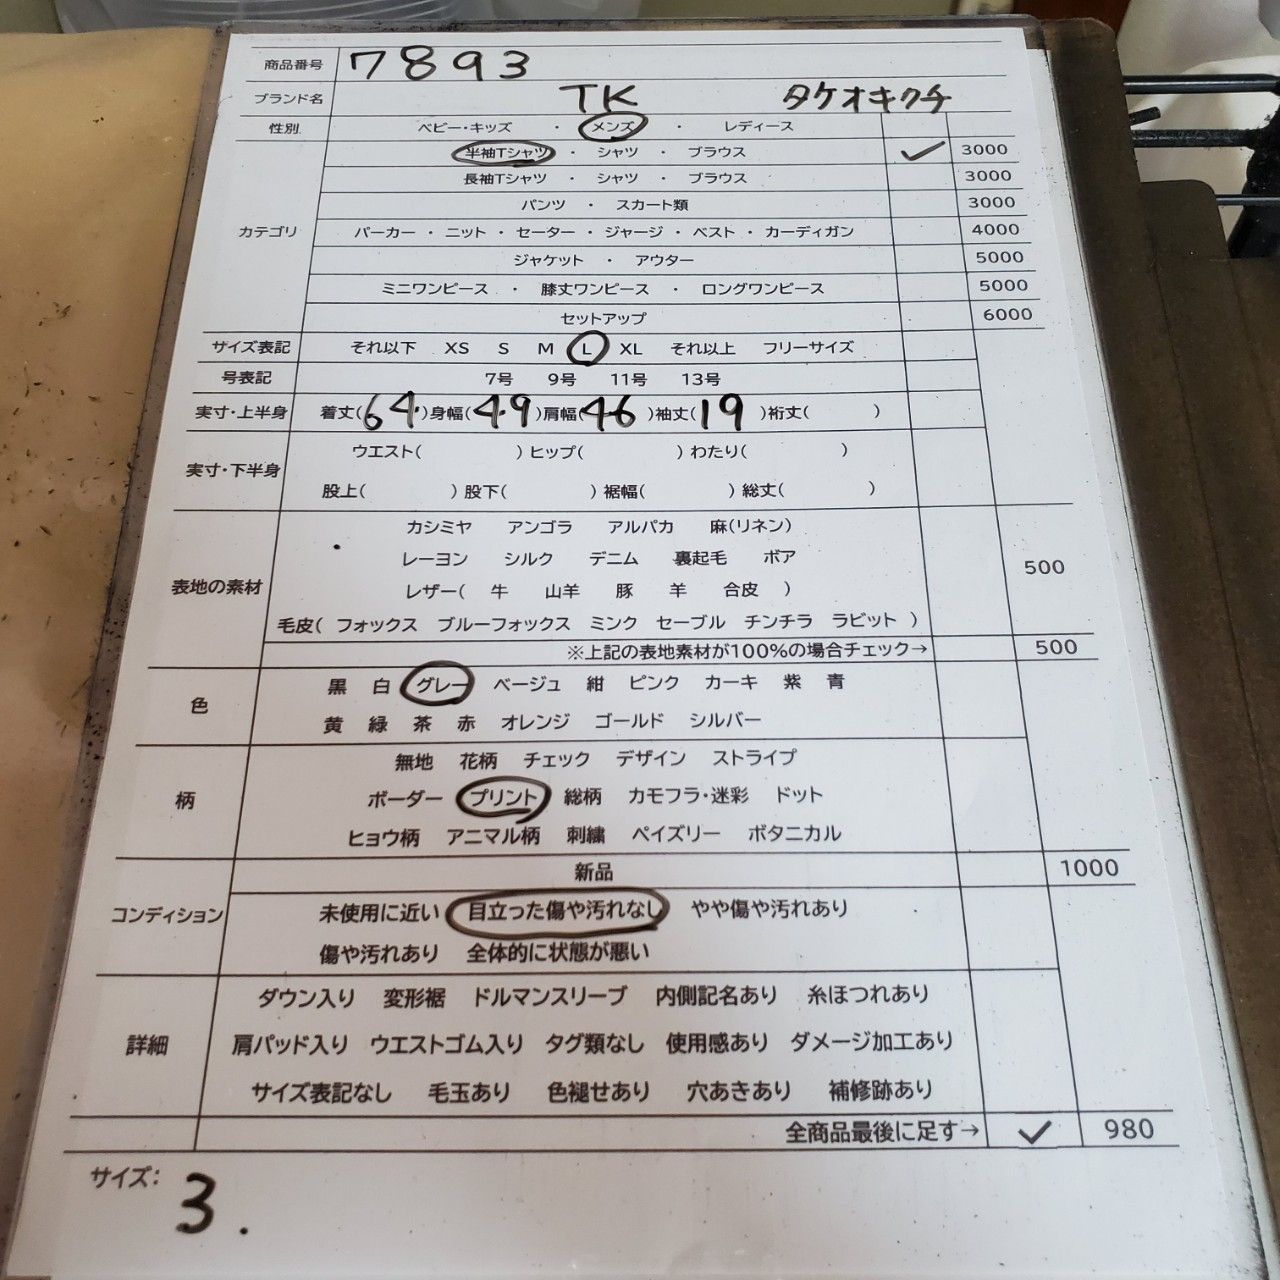 商品番号 7893
ブランド名 TK タケオキクチ
性別 ベビー・キッズ ・ メンズ ・ レディース
半袖Tシャツ ・ シャツ ・ ブラウス ✓ 3000
長袖Tシャツ ・ シャツ ・ ブラウス 3000
パンツ ・ スカート類 3000
カテゴリ パーカー ・ ニット ・ セーター ・ ジャージ ・ ベスト ・ カーディガン 4000
ジャケット ・ アウター 5000
ミニワンピース ・ 膝丈ワンピース ・ ロングワンピース 5000
セットアップ 6000
サイズ表記 それ以下 XS S M L XL それ以上 フリーサイズ
号表記 7号 9号 11号 13号
実寸・上半身 着丈(64)身幅(49)肩幅(46)袖丈(19)裄丈( )
実寸・下半身 ウエスト( )ヒップ( )わたり( )
股上( )股下( )裾幅( )総丈( )
カシミヤ アンゴラ アルパカ 麻(リネン)
レーヨン シルク デニム 裏起毛 ボア 500
表地の素材 レザー( 牛 山羊 豚 羊 合皮 )
毛皮( フォックス ブルーフォックス ミンク セーブル チンチラ ラビット )
※上記の表地素材が100%の場合チェック→ 500
色 黒 白 グレー ベージュ 紺 ピンク カーキ 紫 青
黄 緑 茶 赤 オレンジ ゴールド シルバー
無地 花柄 チェック デザイン ストライプ
柄 ボーダー プリント 総柄 カモフラ・迷彩 ドット
ヒョウ柄 アニマル柄 刺繍 ペイズリー ボタニカル
新品 1000
コンディション 未使用に近い 目立った傷や汚れなし やや傷や汚れあり
傷や汚れあり 全体的に状態が悪い
ダウン入り 変形裾 ドルマンスリーブ 内側記名あり 糸ほつれあり
詳細 肩パッド入り ウエストゴム入り タグ類なし 使用感あり ダメージ加工あり
サイズ表記なし 毛玉あり 色褪せあり 穴あきあり 補修跡あり
全商品最後に足す→ ✓ 980
サイズ: 3.